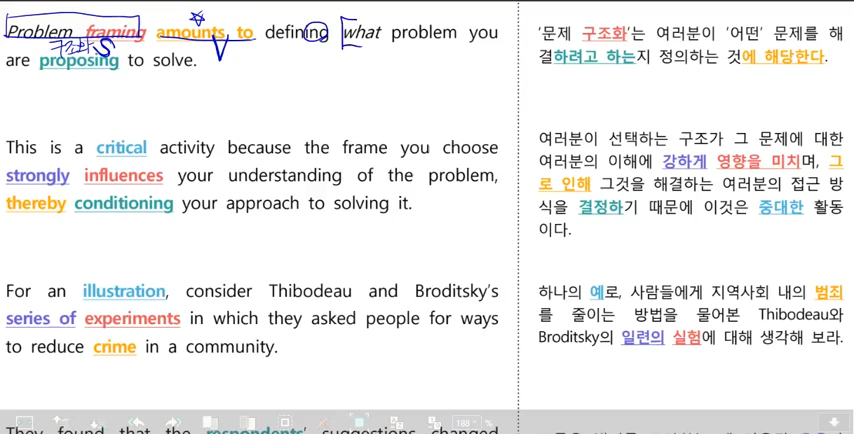 Problem framing amounts to defining what problem you
are proposing to solve.
구조화 S
V
This is a critical activity because the frame you choose
strongly influences your understanding of the problem,
thereby conditioning your approach to solving it.
For an illustration, consider Thibodeau and Broditsky's
series of experiments in which they asked people for ways
to reduce crime in a community.
They found that the respondents' suggestions changed
'문제 구조화'는 여러분이 '어떤' 문제를 해
결하려고 하는지 정의하는 것에 해당한다.
여러분이 선택하는 구조가 그 문제에 대한
여러분의 이해에 강하게 영향을 미치며, 그
로 인해 그것을 해결하는 여러분의 접근 방
식을 결정하기 때문에 이것은 중대한 활동
이다.
하나의 예로, 사람들에게 지역사회 내의 범죄
를 줄이는 방법을 물어본 Thibodeau와
Broditsky의 일련의 실험에 대해 생각해 보라.
188 %